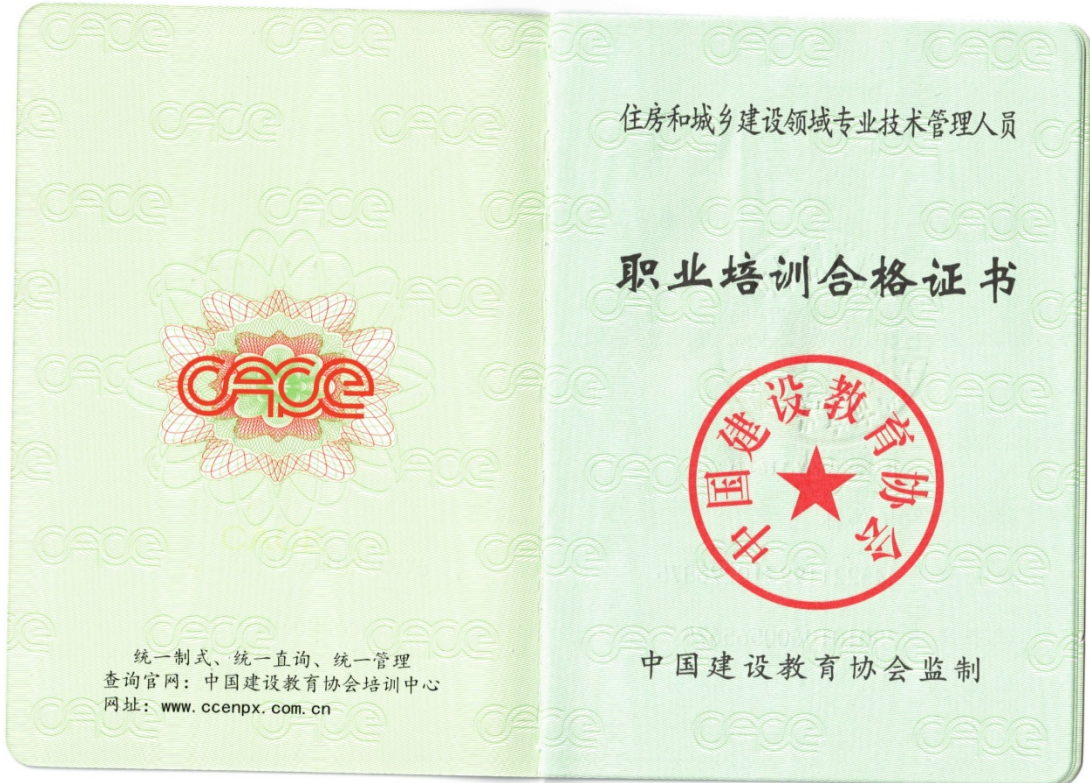 CACE
统一制式、统一直询、统一管理
查询官网：中国建设教育协会培训中心
网址：www.ccenpx.com.cn
住房和城乡建设领域专业技术管理人员
职业培训合格证书
中国建设教育协会
中国建设教育协会监制